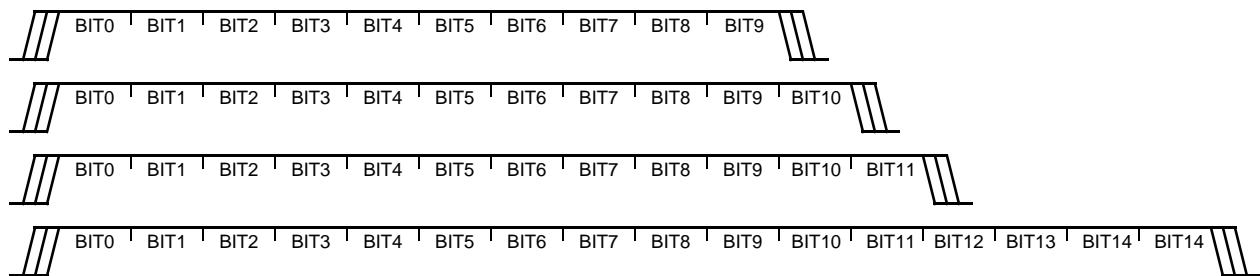 BIT0 BIT1 BIT2 BIT3 BIT4 BIT5 BIT6 BIT7 BIT8 BIT9
BIT0 BIT1 BIT2 BIT3 BIT4 BIT5 BIT6 BIT7 BIT8 BIT9 BIT10
BIT0 BIT1 BIT2 BIT3 BIT4 BIT5 BIT6 BIT7 BIT8 BIT9 BIT10 BIT11
BIT0 BIT1 BIT2 BIT3 BIT4 BIT5 BIT6 BIT7 BIT8 BIT9 BIT10 BIT11 BIT12 BIT13 BIT14 BIT14